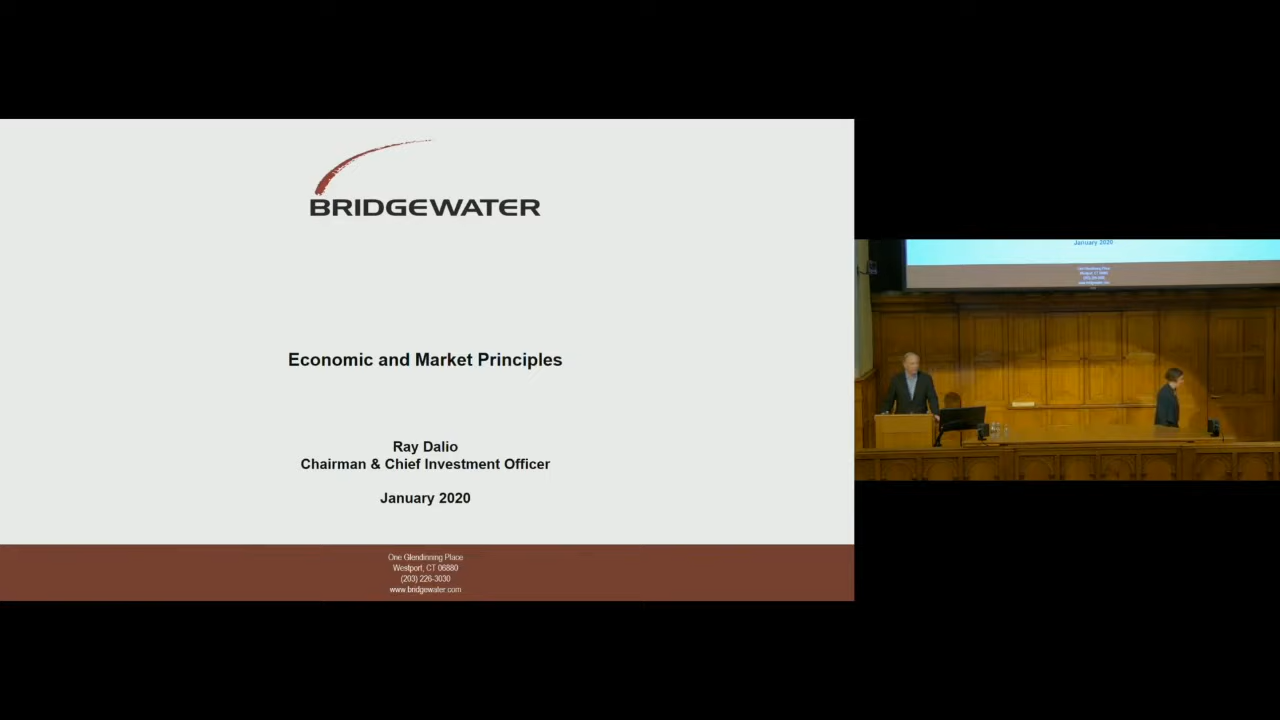 BRIDGEWATER
Economic and Market Principles
Ray Dalio
Chairman & Chief Investment Officer
January 2020
One Glendinning Place
Westport, CT 06880
(203) 226-3030
www.bridgewater.com
January 2020